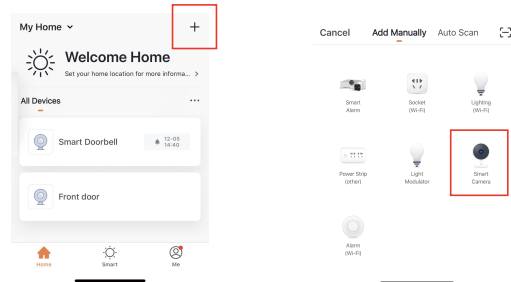 My Home
Welcome Home
Set your home location for more informa...
All Devices
Smart Doorbell
12-09
14:40
Front door
Home
Smart
Me
Cancel
Add Manually
Auto Scan
Smart
Alarm
Socket
(Wi-Fi)
Lighting
(Wi-Fi)
Power Strip
(other)
Light
Modulator
Smart
Camera
Alarm
(Wi-Fi)